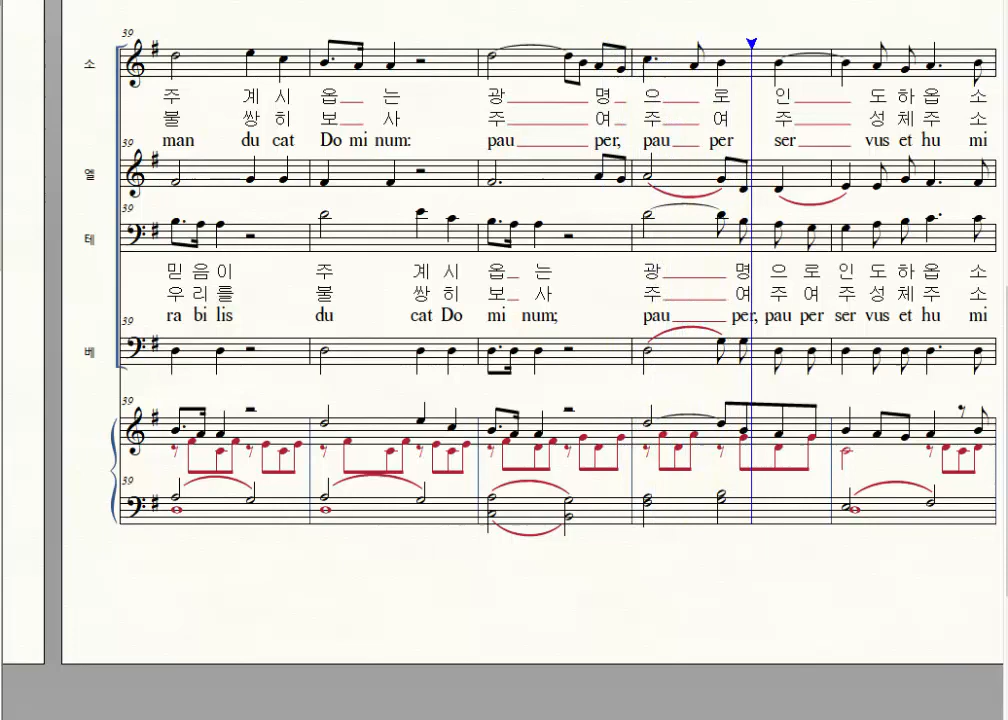 39
소
주 계 시 옵 는 광 명 으 로 인 도 하 옵 소
불 쌍 히 보 사 주 여 주 여 주 성 체 주 소
man du cat Do mi num: pau per, pau per ser vus et hu mi
39
엘
39
테
믿 음 이 주 계 시 옵 는 광 명 으 로 인 도 하 옵 소
우 리 를 불 쌍 히 보 사 주 여 주 여 주 성 체 주 소
ra bi lis du cat Do mi num; pau per, pau per ser vus et hu mi
39
베
39
39